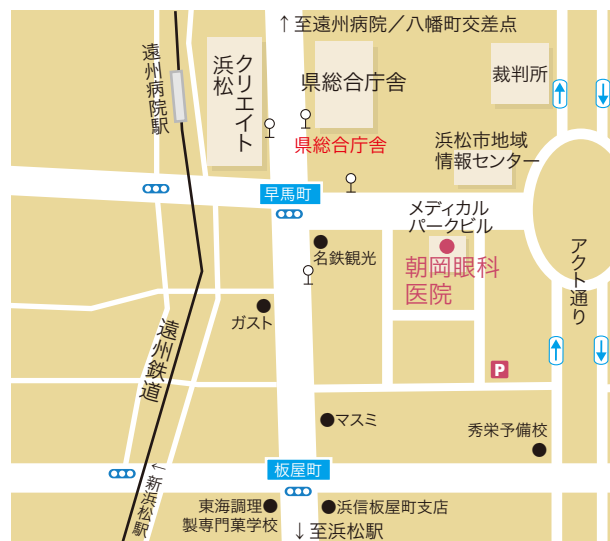 ↑至遠州病院／八幡町交差点
遠州病院駅
クリエイト
浜松
県総合庁舎
裁判所
県総合庁舎
浜松市地域
情報センター
早馬町
メディカル
パークビル
名鉄観光
朝岡眼科
医院
アクト通り
ガスト
遠州鉄道
P
マスミ
秀栄予備校
板屋町
←新浜松駅
東海調理
製専門菓学校
浜信板屋町支店
↓至浜松駅